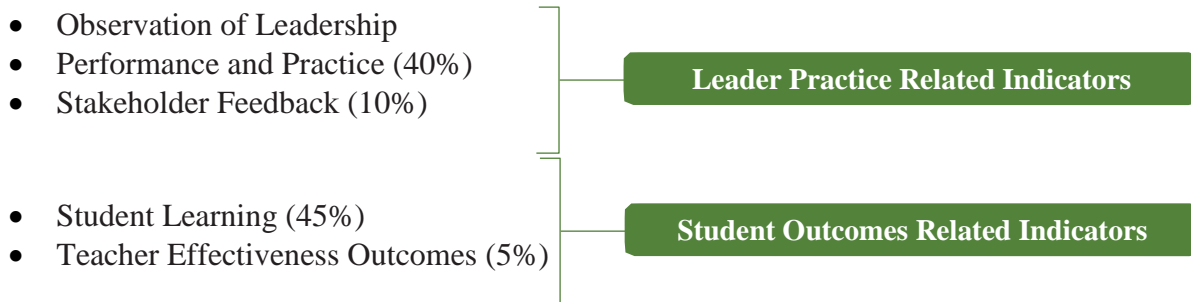 • Observation of Leadership
• Performance and Practice (40%)
• Stakeholder Feedback (10%)
Leader Practice Related Indicators
• Student Learning (45%)
• Teacher Effectiveness Outcomes (5%)
Student Outcomes Related Indicators